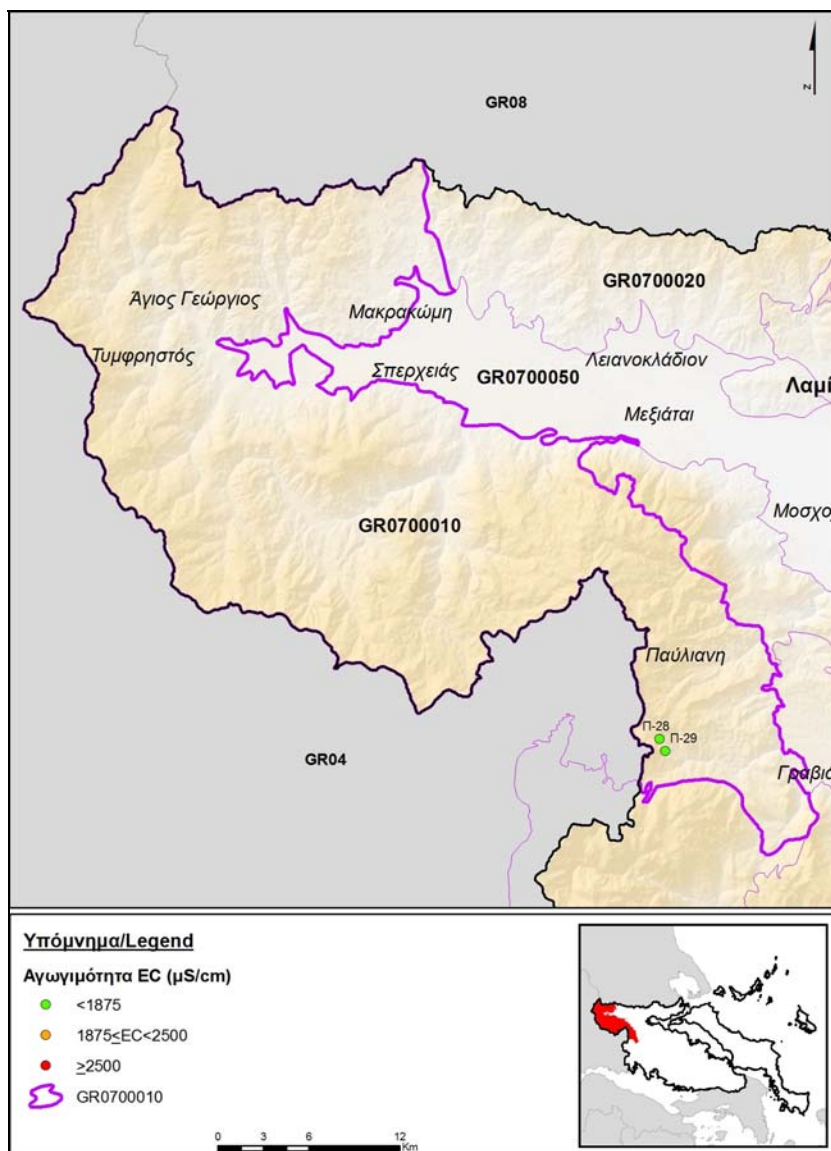 N
GR08
GR0700020
Άγιος Γεώργιος
Μακρακώμη
Τυμφρηστός
Σπερχειάς
GR0700050
Λειανοκλάδιον
Λαμί
Μεξιάται
GR0700010
Μοσχο
Παύλιανη
Π-28
Π-29
GR04
Γραβιά
Υπόμνημα/Legend
Αγωγιμότητα EC (μS/cm)
<1875
1875≤EC<2500
≥2500
GR0700010
0 3 6 12
Km